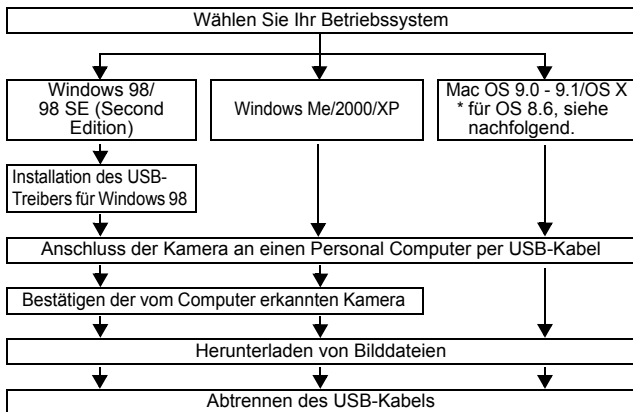 Wählen Sie Ihr Betriebssystem
Windows 98/
98 SE (Second
Edition)
Windows Me/2000/XP
Mac OS 9.0 - 9.1/OS X
* für OS 8.6, siehe
nachfolgend.
Installation des USB-
Treibers für Windows 98
Anschluss der Kamera an einen Personal Computer per USB-Kabel
Bestätigen der vom Computer erkannten Kamera
Herunterladen von Bilddateien
Abtrennen des USB-Kabels